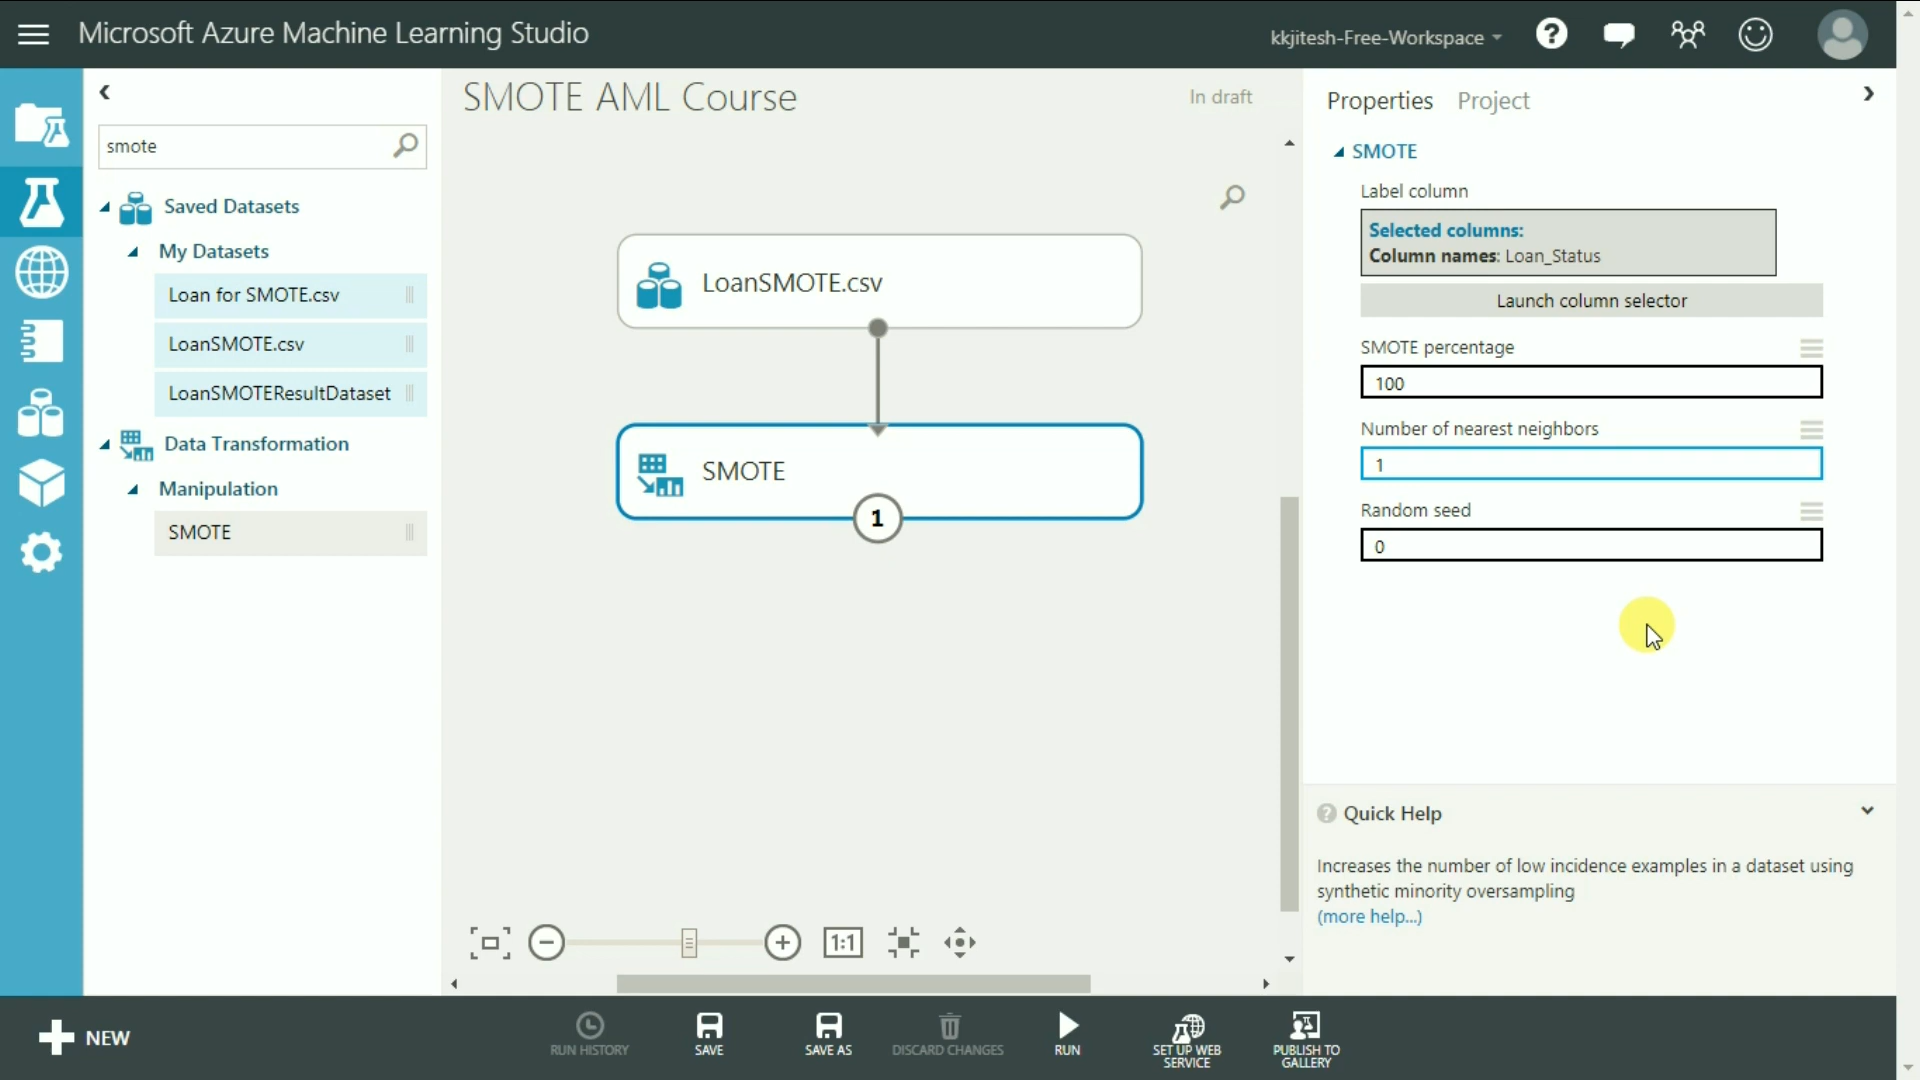 Microsoft Azure Machine Learning Studio
kkjitesh-Free-Workspace
smote
Saved Datasets
My Datasets
Loan for SMOTE.csv
LoanSMOTE.csv
LoanSMOTEResultDataset
Data Transformation
Manipulation
SMOTE
SMOTE AML Course
In draft
LoanSMOTE.csv
SMOTE
1
1:1
Properties Project
SMOTE
Label column
Selected columns:
Column names: Loan_Status
Launch column selector
SMOTE percentage
100
Number of nearest neighbors
1
Random seed
0
Quick Help
Increases the number of low incidence examples in a dataset using
synthetic minority oversampling
(more help...)
NEW
RUN HISTORY
SAVE
SAVE AS
DISCARD CHANGES
RUN
SET UP WEB
SERVICE
PUBLISH TO
GALLERY